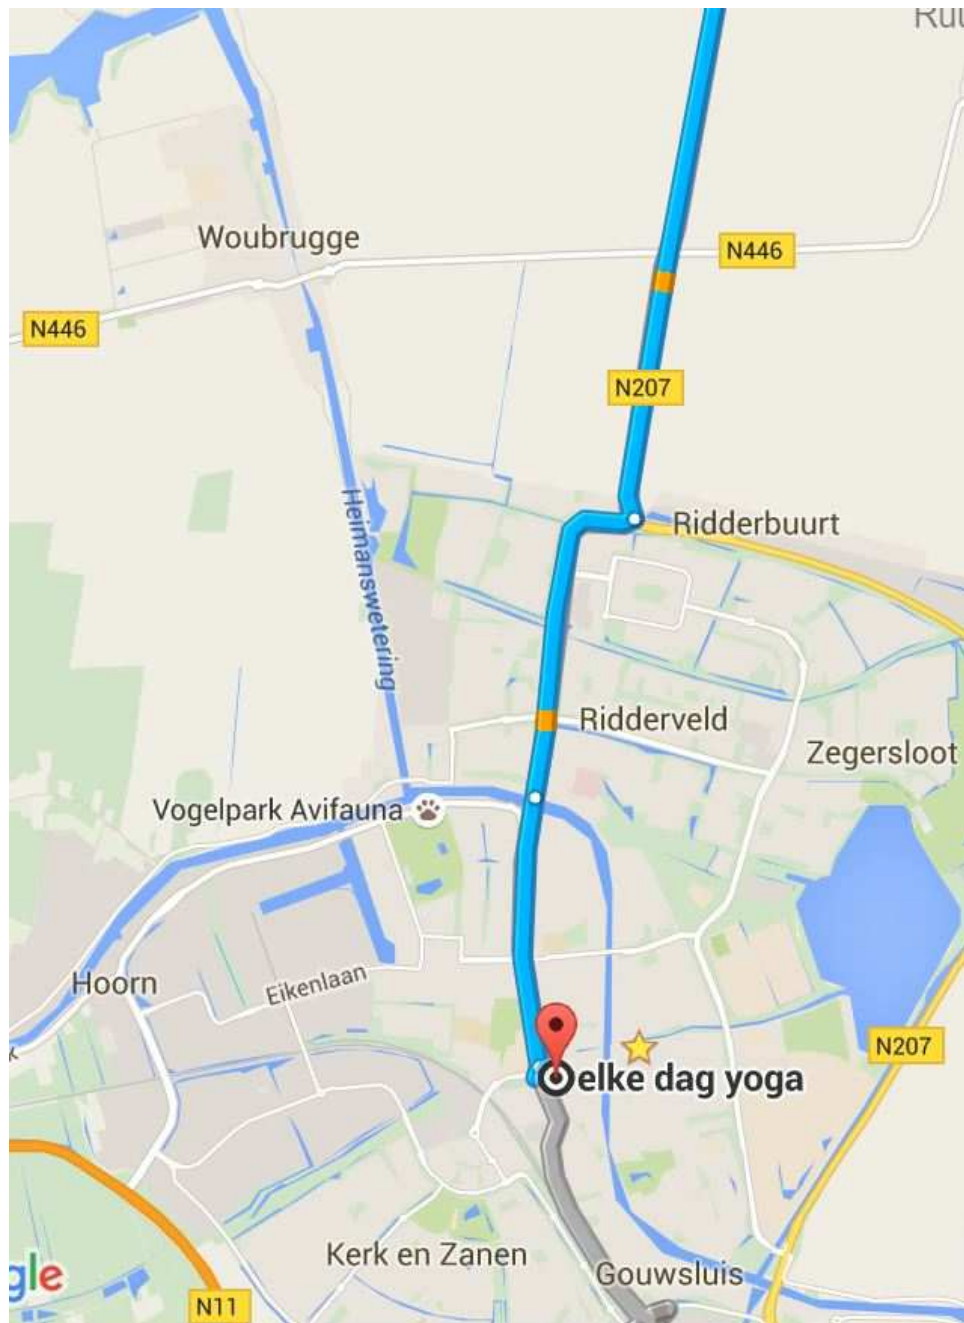 Woubrugge
N446
N446
N207
Heimanswetering
Ridderbuurt
Ridderveld
Zegersloot
Vogelpark Avifauna
Hoorn
Eikenlaan
N207
elke dag yoga
Kerk en Zanen
Gouwsluis
N11